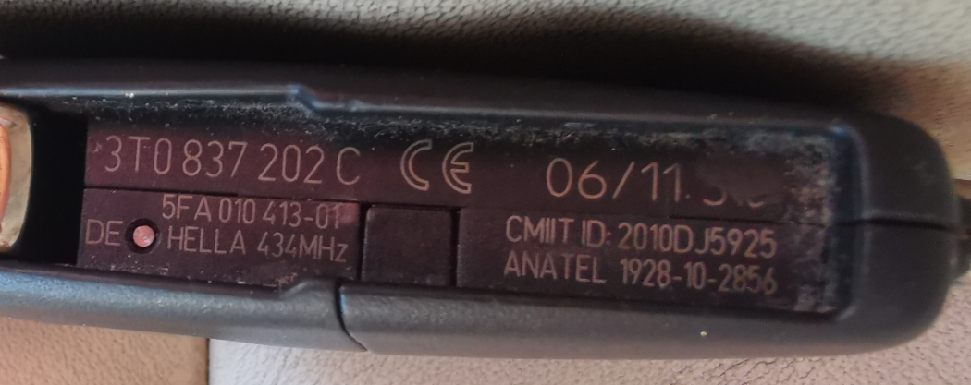 3T0 837 202 C CE 06/11
5FA 010 413-01
DE HELLA 434MHz
CMIIT ID: 2010DJ5925
ANATEL 1928-10-2856